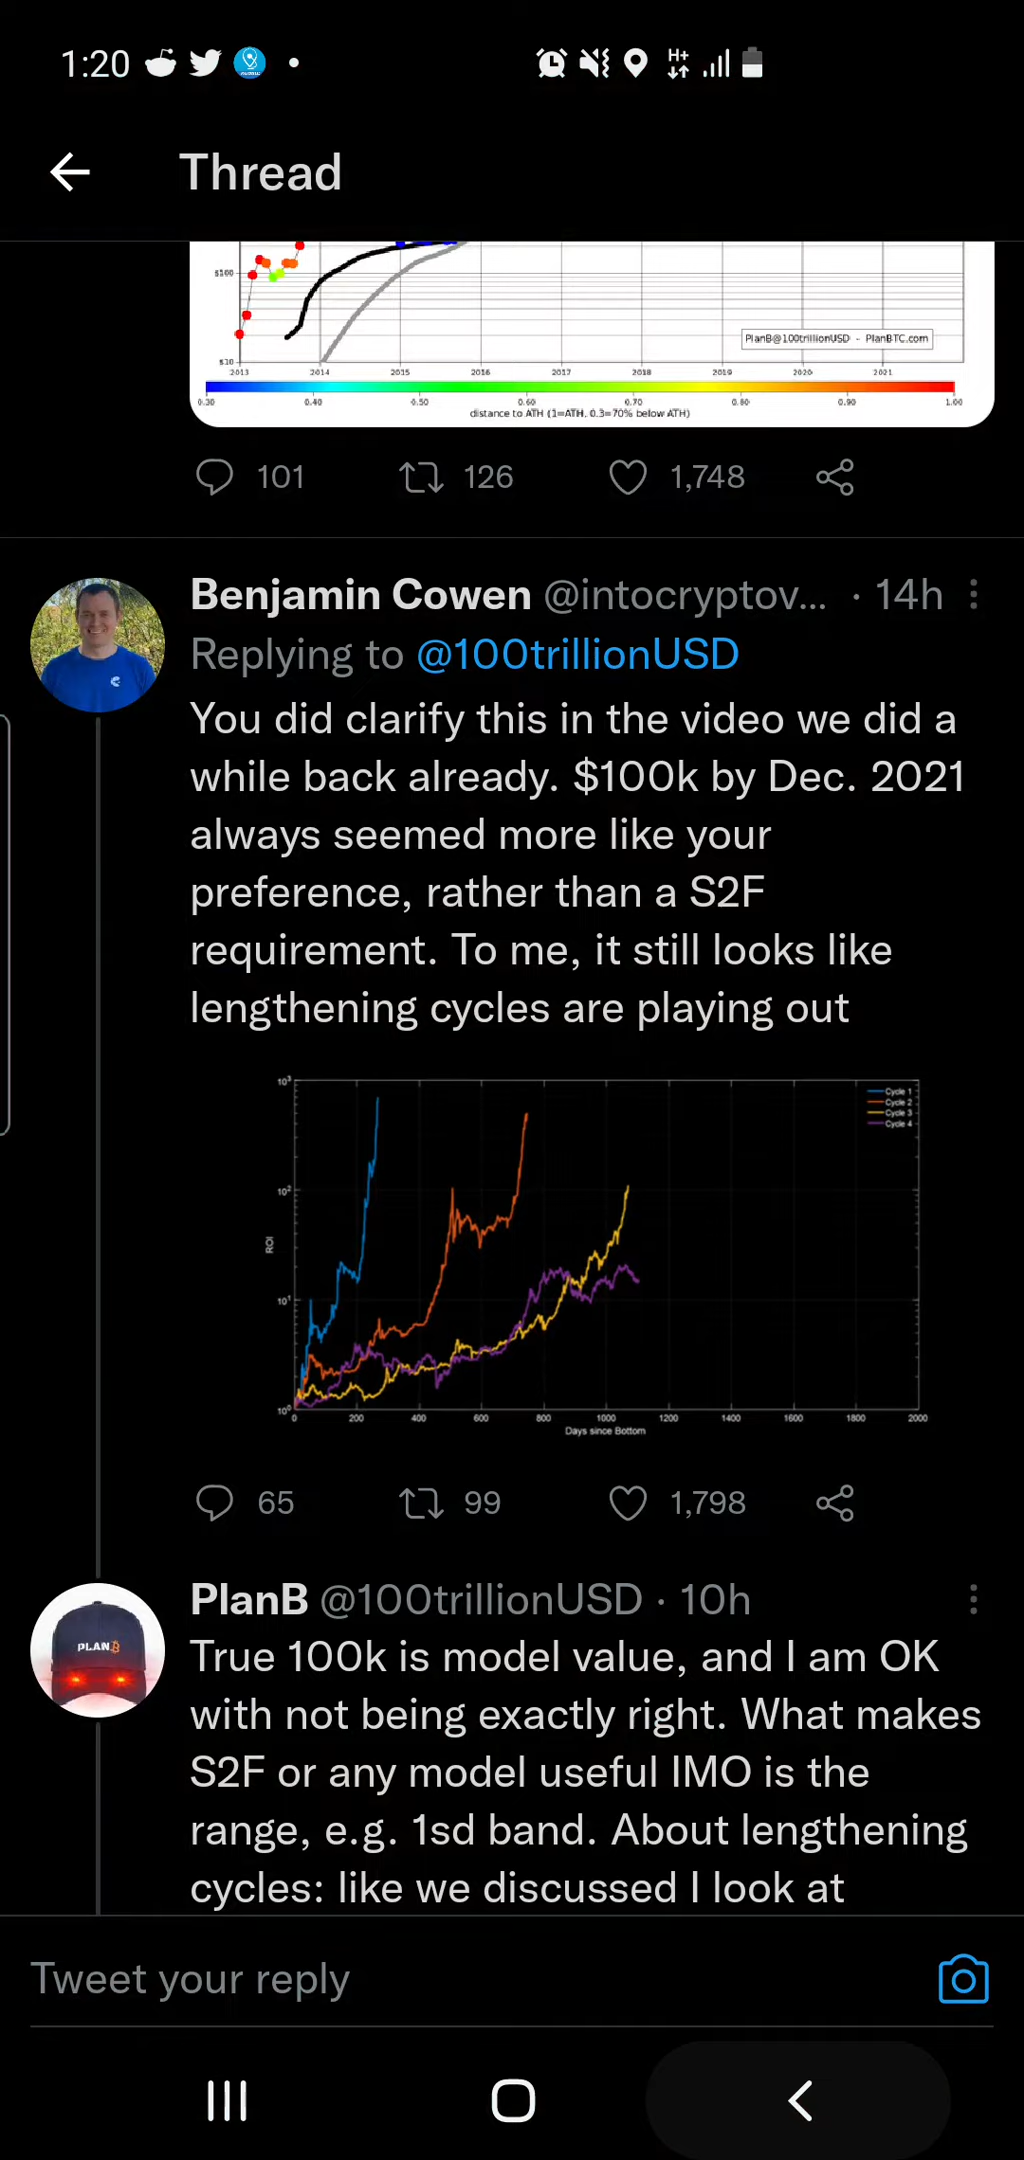 1:20
H+
Thread
$100
PlanB@100trillionUSD - PlanBTC.com
$10
2013 2014 2015 2016 2017 2018 2019 2020 2021
0.30 0.40 0.50 0.60 0.70 0.80 0.90 1.00
distance to ATH (1=ATH, 0.3=70% below ATH)
101 126 1,748
Benjamin Cowen @intocryptov... · 14h
Replying to @100trillionUSD
You did clarify this in the video we did a
while back already. $100k by Dec. 2021
always seemed more like your
preference, rather than a S2F
requirement. To me, it still looks like
lengthening cycles are playing out
10³
Cycle 1
Cycle 2
Cycle 3
Cycle 4
10²
ROI
10¹
10⁰
0 200 400 600 800 1000 1200 1400 1600 1800 2000
Days since Bottom
65 99 1,798
PlanB @100trillionUSD · 10h
PLAN₿
True 100k is model value, and I am OK
with not being exactly right. What makes
S2F or any model useful IMO is the
range, e.g. 1sd band. About lengthening
cycles: like we discussed I look at
Tweet your reply